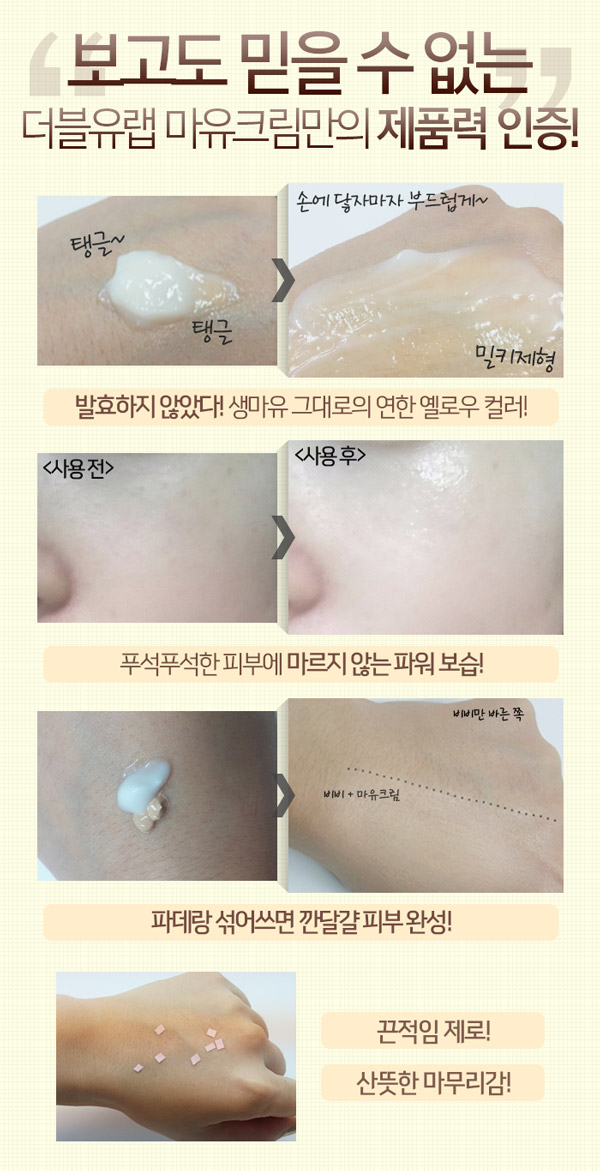 보고도 믿을 수 없는
더블유랩 마유크림만의 제품력 인증!
탱글~
탱글
손에 닿자마자 부드럽게~
밀키제형
발효하지 않았다! 생마유 그대로의 연한 옐로우 컬러!
<사용 전>
<사용 후>
푸석푸석한 피부에 마르지 않는 파워 보습!
비비만 바른 쪽
비비 + 마유크림
파데랑 섞어쓰면 깐달걀 피부 완성!
끈적임 제로!
산뜻한 마무리감!